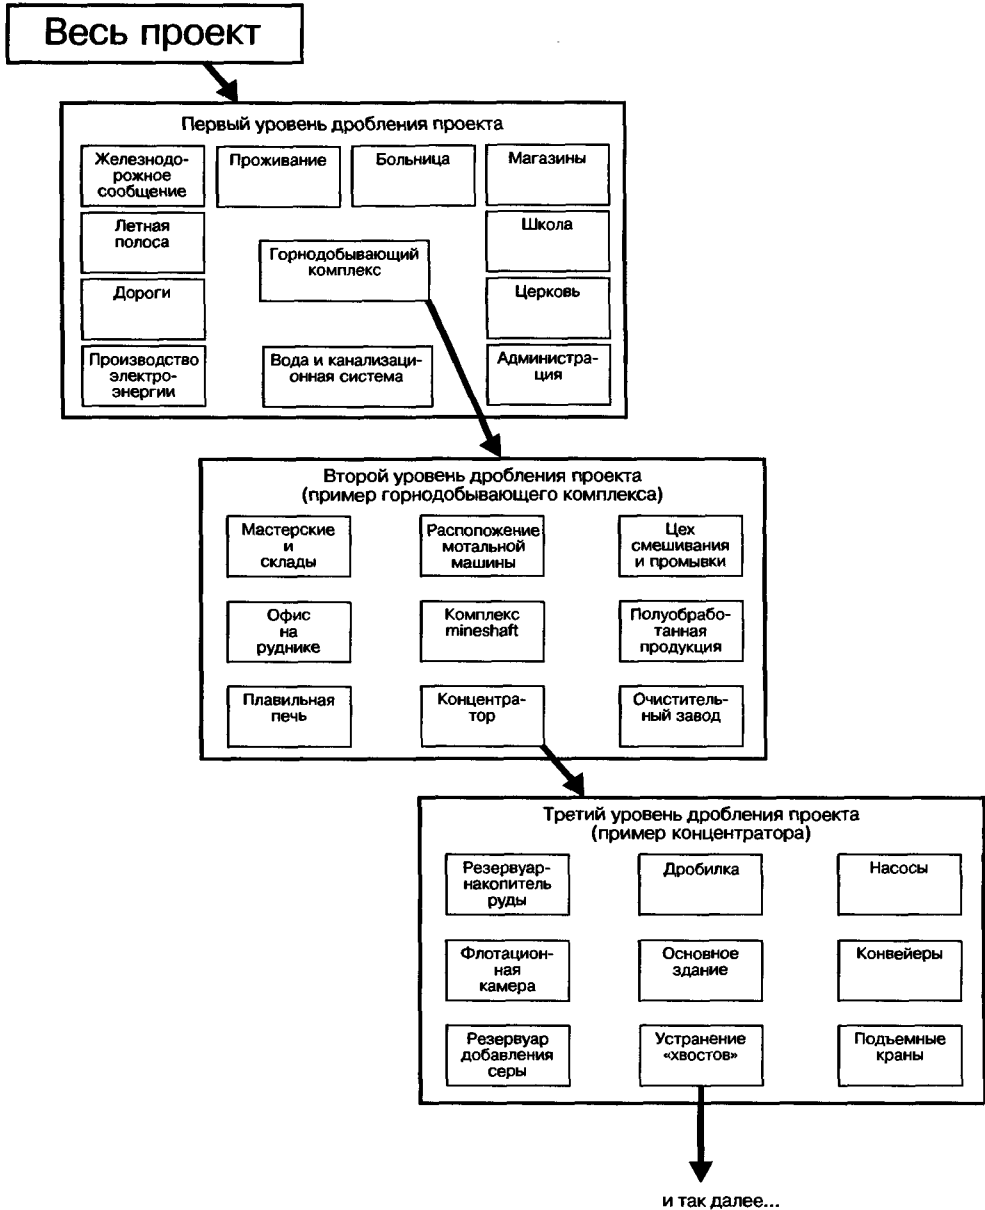 Весь проект
Первый уровень дробления проекта
Железнодо-
рожное
сообщение
Проживание
Больница
Магазины
Летная
полоса
Школа
Горнодобывающий
комплекс
Дороги
Церковь
Производство
электро-
энергии
Вода и канализаци-
онная система
Администра-
ция
Второй уровень дробления проекта
(пример горнодобывающего комплекса)
Мастерские
и
склады
Распопожение
мотальной
машины
Цех
смешивания
и промывки
Офис
на
руднике
Комплекс
mineshaft
Полуобрабо-
танная
продукция
Плавильная
печь
Концентра-
тор
Очиститель-
ный завод
Третий уровень дробления проекта
(пример концентратора)
Резервуар-
накопитель
руды
Дробилка
Насосы
Флотацион-
ная
камера
Основное
здание
Конвейеры
Резервуар
добавления
серы
Устранение
«хвостов»
Подъемные
краны
и так далее...